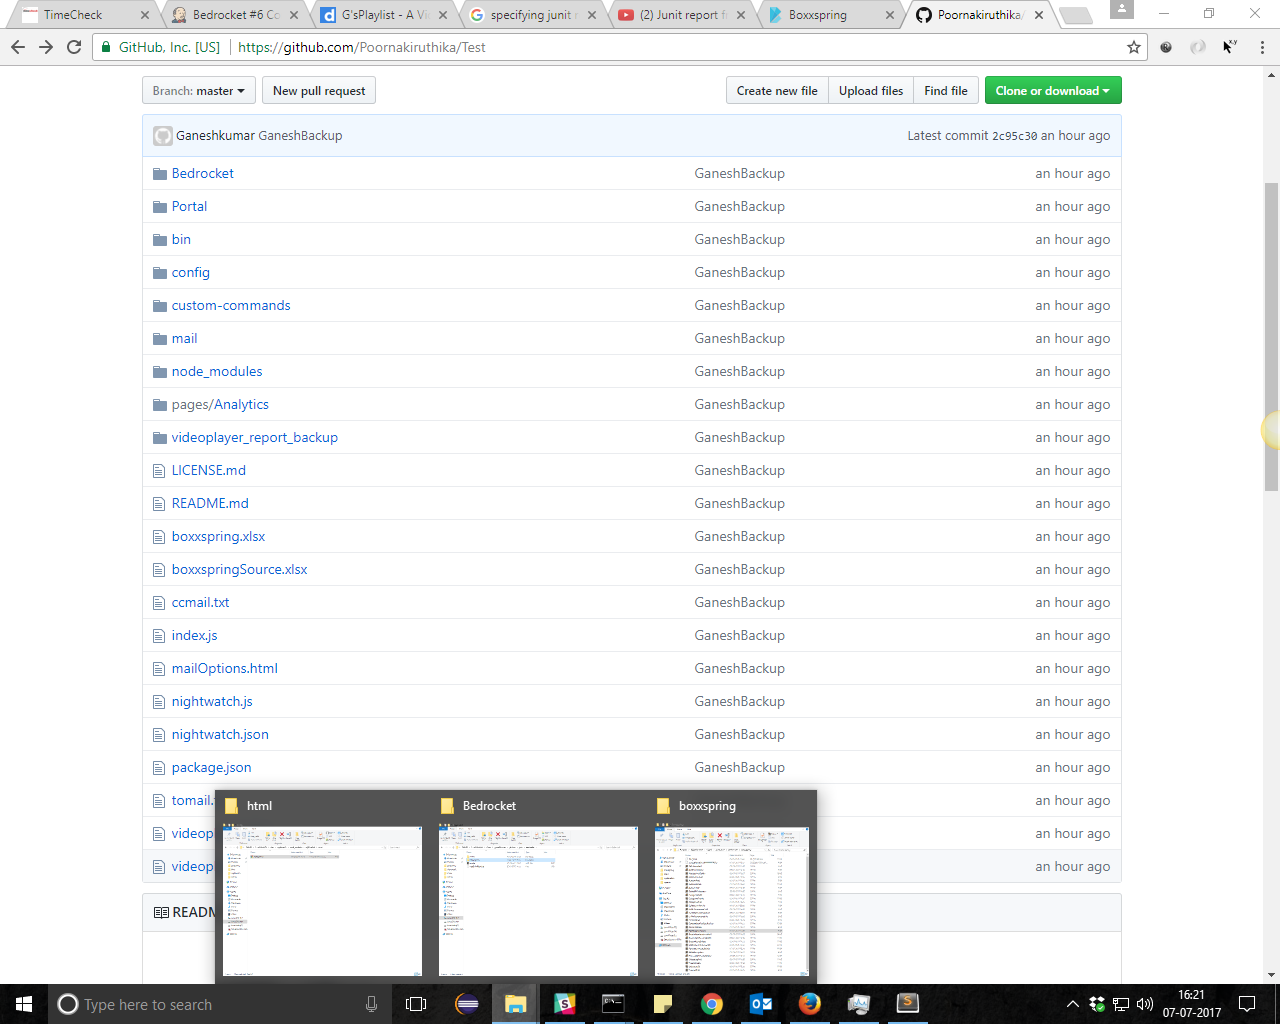 TimeCheck
Bedrocket #6 Co
G'sPlaylist - A Vi
specifying junit r
(2) Junit report f
Boxxspring
Poornakiruthika/
GitHub, Inc. [US] https://github.com/Poornakiruthika/Test
Branch: master New pull request Create new file Upload files Find file Clone or download
Ganeshkumar GaneshBackup Latest commit 2c95c30 an hour ago
Bedrocket GaneshBackup an hour ago
Portal GaneshBackup an hour ago
bin GaneshBackup an hour ago
config GaneshBackup an hour ago
custom-commands GaneshBackup an hour ago
mail GaneshBackup an hour ago
node_modules GaneshBackup an hour ago
pages/Analytics GaneshBackup an hour ago
videoplayer_report_backup GaneshBackup an hour ago
LICENSE.md GaneshBackup an hour ago
README.md GaneshBackup an hour ago
boxxspring.xlsx GaneshBackup an hour ago
boxxspringSource.xlsx GaneshBackup an hour ago
ccmail.txt GaneshBackup an hour ago
index.js GaneshBackup an hour ago
mailOptions.html GaneshBackup an hour ago
nightwatch.js GaneshBackup an hour ago
nightwatch.json GaneshBackup an hour ago
package.json GaneshBackup an hour ago
tomail. an hour ago
html Bedrocket boxxspring
videop an hour ago
videop an hour ago
READM
Type here to search
16:21
07-07-2017